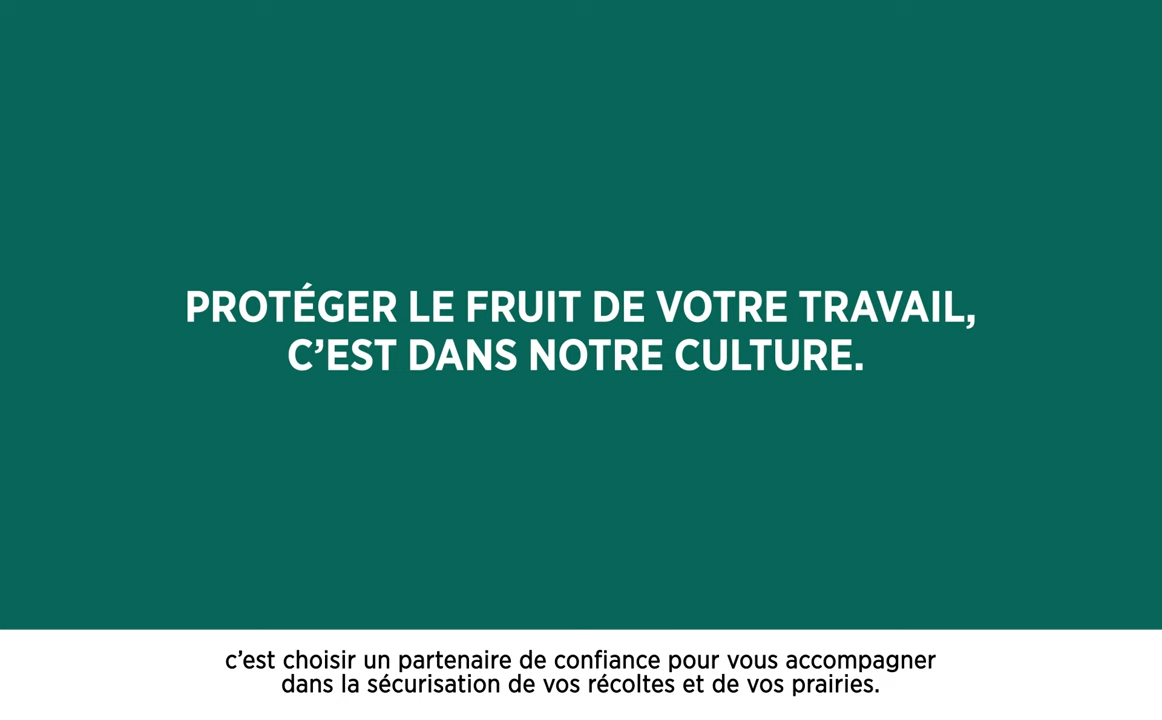 PROTÉGER LE FRUIT DE VOTRE TRAVAIL,
C’EST DANS NOTRE CULTURE.
c’est choisir un partenaire de confiance pour vous accompagner
dans la sécurisation de vos récoltes et de vos prairies.